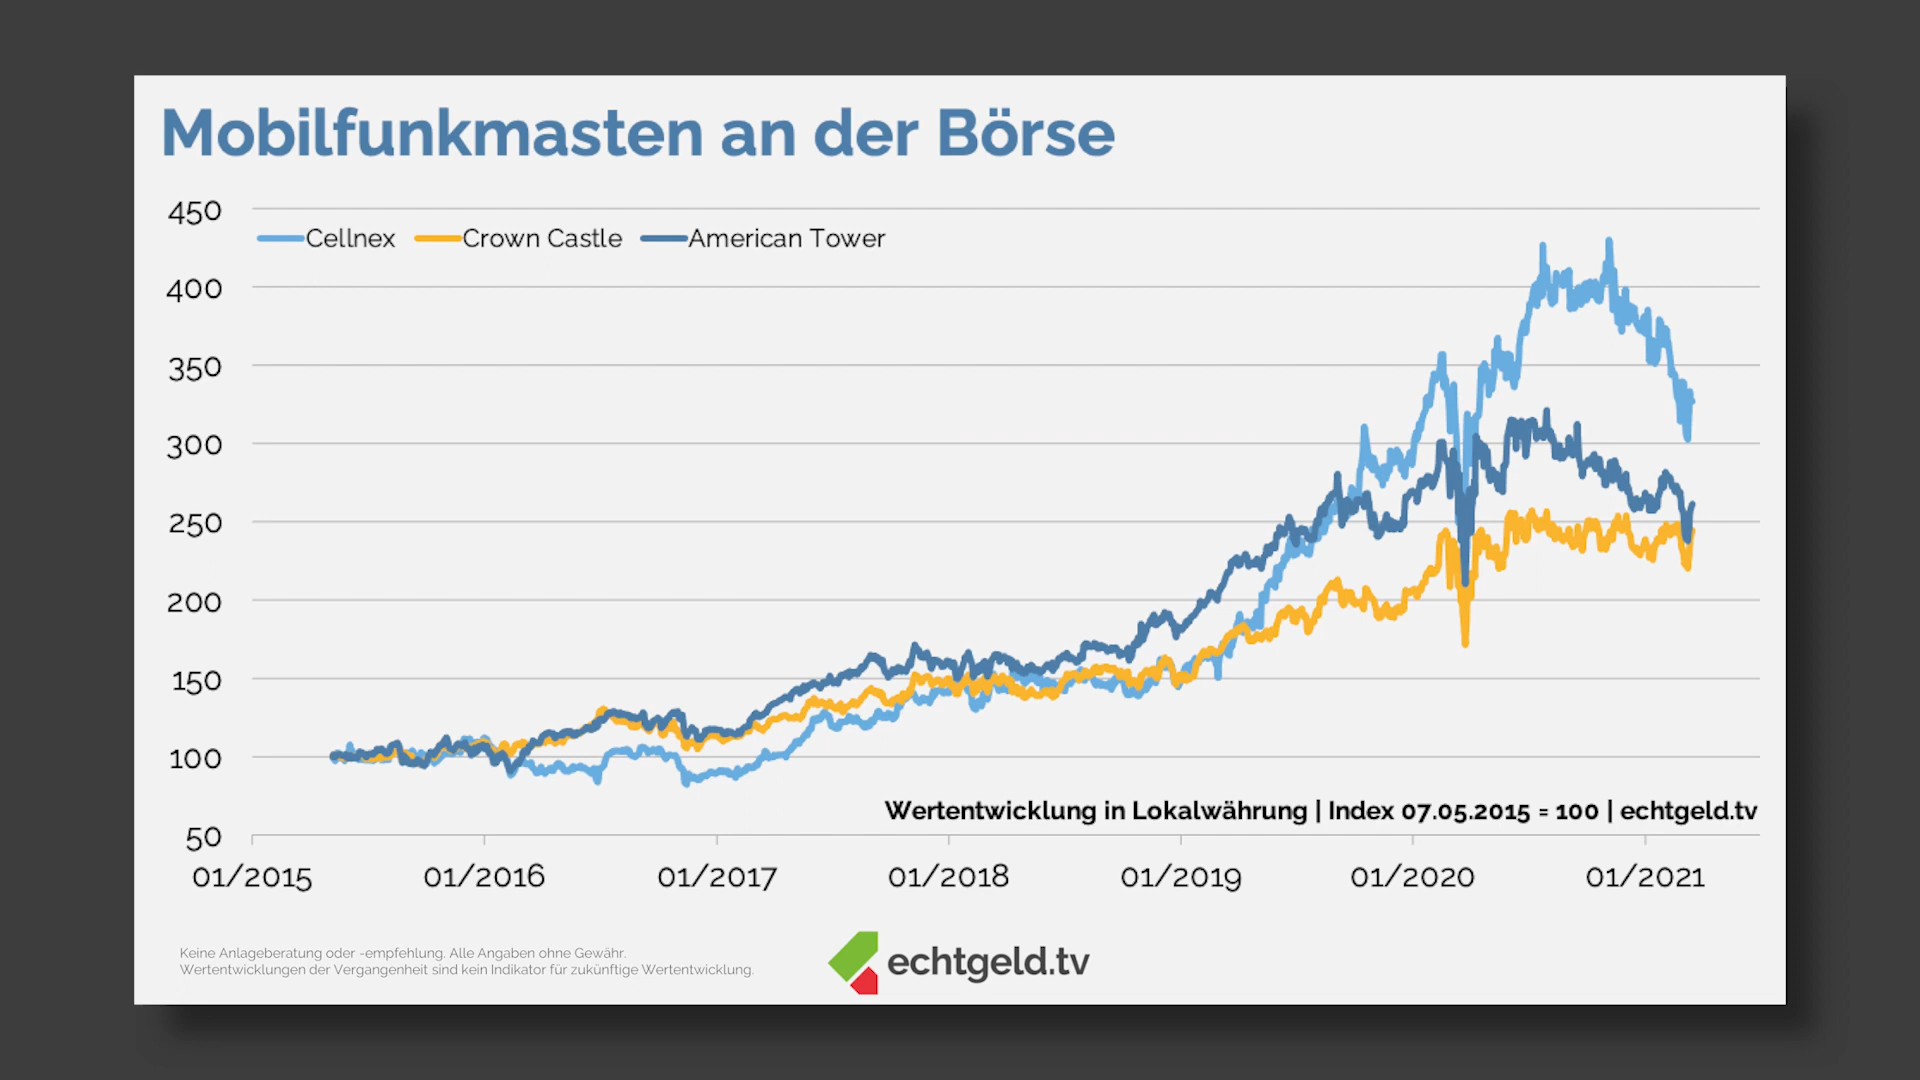 Mobilfunkmasten an der Börse
450
Cellnex Crown Castle American Tower
400
350
300
250
200
150
100
Wertentwicklung in Lokalwährung | Index 07.05.2015 = 100 | echtgeld.tv
50
01/2015 01/2016 01/2017 01/2018 01/2019 01/2020 01/2021
Keine Anlageberatung oder -empfehlung. Alle Angaben ohne Gewähr.
Wertentwicklungen der Vergangenheit sind kein Indikator für zukünftige Wertentwicklung.
echtgeld.tv